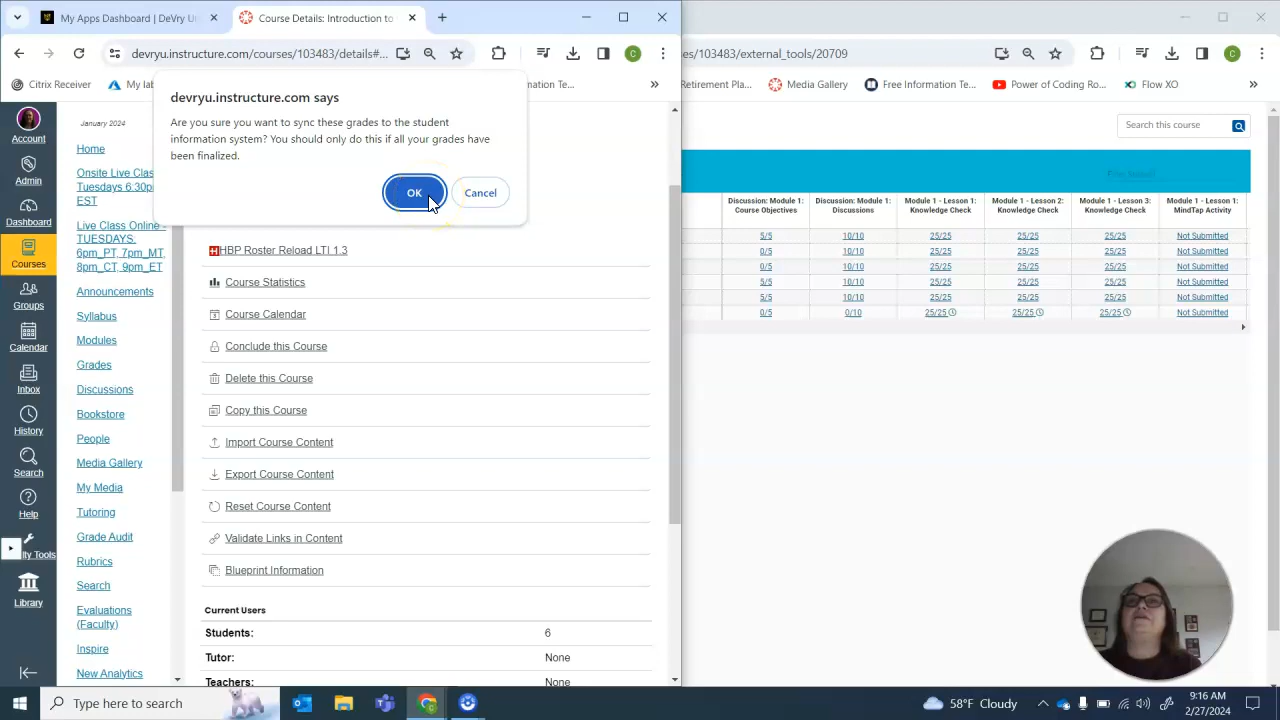 My Apps Dashboard | DeVry Un
Course Details: Introduction to
devryu.instructure.com/courses/103483/details#...
es/103483/external_tools/20709
Citrix Receiver
My lab
en Information Te...
Retirement Pla...
Media Gallery
Free Information Te...
Power of Coding Ro...
Flow XO
devryu.instructure.com says
Are you sure you want to sync these grades to the student
information system? You should only do this if all your grades have
been finalized.
OK
Cancel
Account
Admin
Dashboard
Courses
Groups
Calendar
Inbox
History
Search
Help
lty Tools
Library
January 2024
Home
Onsite Live Clas
Tuesdays 6:30p
EST
Live Class Online -
TUESDAYS,
6pm_PT, 7pm_MT,
8pm_CT, 9pm_ET
Announcements
Syllabus
Modules
Grades
Discussions
Bookstore
People
Media Gallery
My Media
Tutoring
Grade Audit
Rubrics
Search
Evaluations
(Faculty)
Inspire
New Analytics
HBP Roster Reload LTI 1.3
Course Statistics
Course Calendar
Conclude this Course
Delete this Course
Copy this Course
Import Course Content
Export Course Content
Reset Course Content
Validate Links in Content
Blueprint Information
Current Users
Students: 6
Tutor: None
Teachers: None
Search this course
Discussion: Module 1: Course Objectives
Discussion: Module 1: Discussions
Module 1 - Lesson 1: Knowledge Check
Module 1 - Lesson 2: Knowledge Check
Module 1 - Lesson 3: Knowledge Check
Module 1 - Lesson 1: MindTap Activity
5/5 10/10 25/25 25/25 25/25 Not Submitted
0/5 10/10 25/25 25/25 25/25 Not Submitted
0/5 10/10 25/25 25/25 25/25 Not Submitted
5/5 10/10 25/25 25/25 25/25 Not Submitted
5/5 10/10 25/25 25/25 25/25 Not Submitted
0/5 0/10 25/25 25/25 25/25 Not Submitted
Type here to search
58°F Cloudy
9:16 AM
2/27/2024